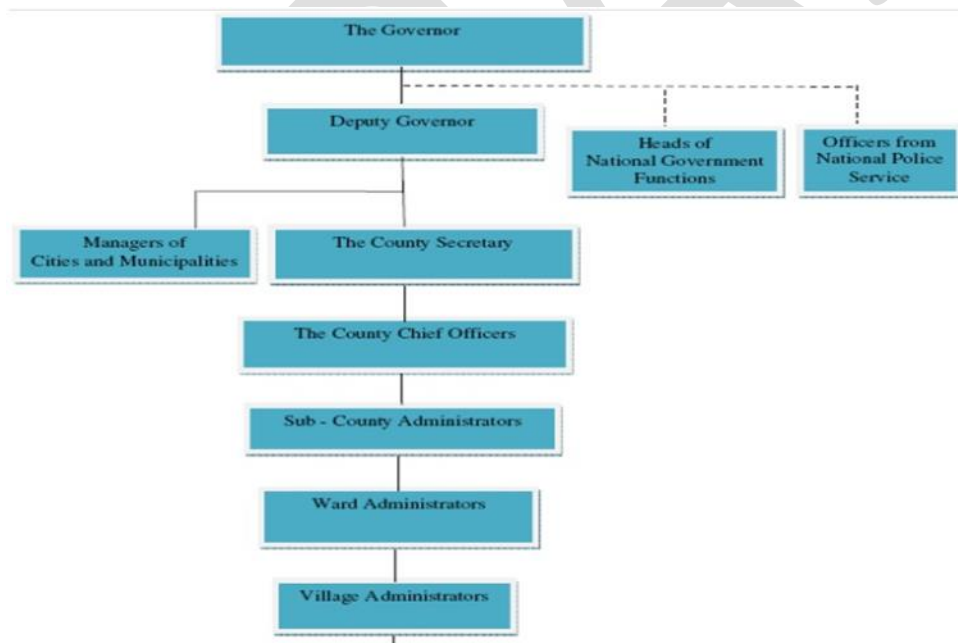 The Governor
Deputy Governor
Heads of
National Government
Functions
Officers from
National Police
Service
Managers of
Cities and Municipalities
The County Secretary
The County Chief Officers
Sub - County Administrators
Ward Administrators
Village Administrators